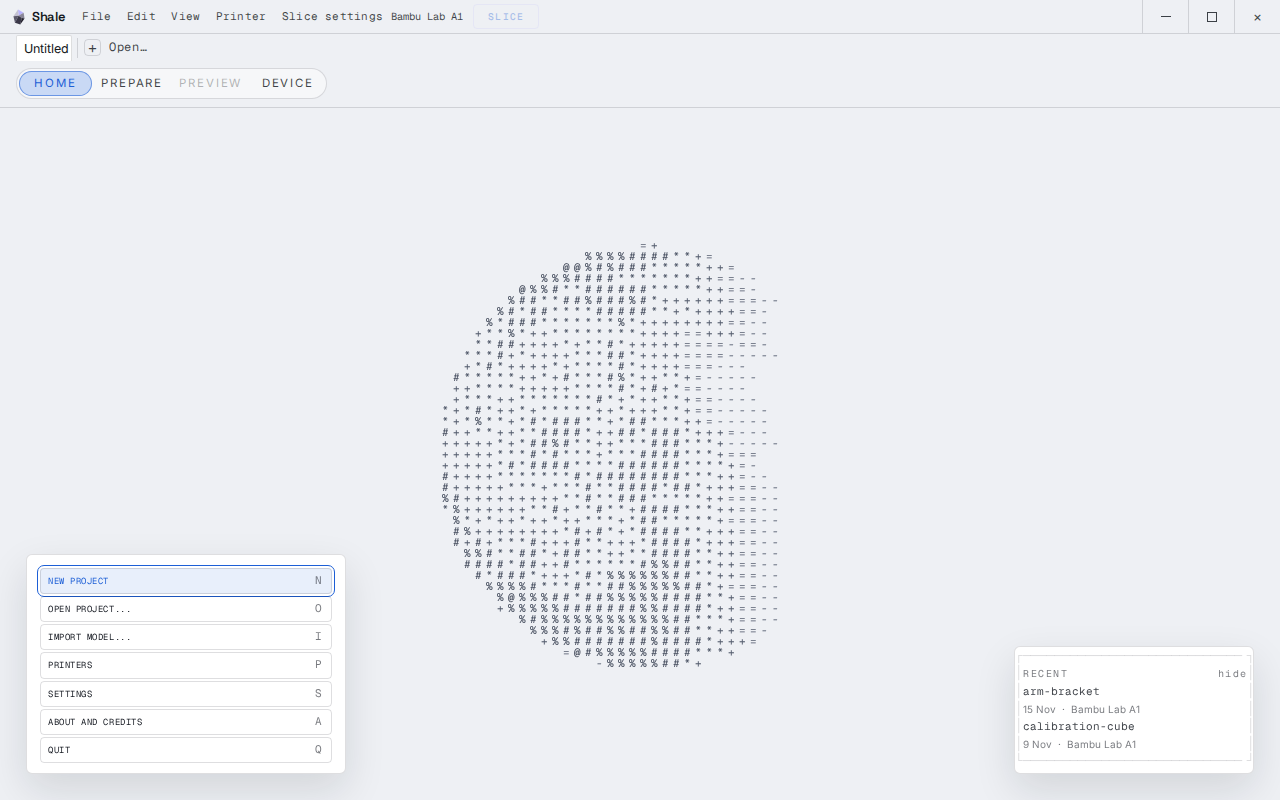 Shale File Edit View Printer Slice settings Bambu Lab A1 SLICE
Untitled + Open…
HOME PREPARE PREVIEW DEVICE
NEW PROJECT N
OPEN PROJECT... O
IMPORT MODEL... I
PRINTERS P
SETTINGS S
ABOUT AND CREDITS A
QUIT Q
RECENT hide
arm-bracket
15 Nov · Bambu Lab A1
calibration-cube
9 Nov · Bambu Lab A1